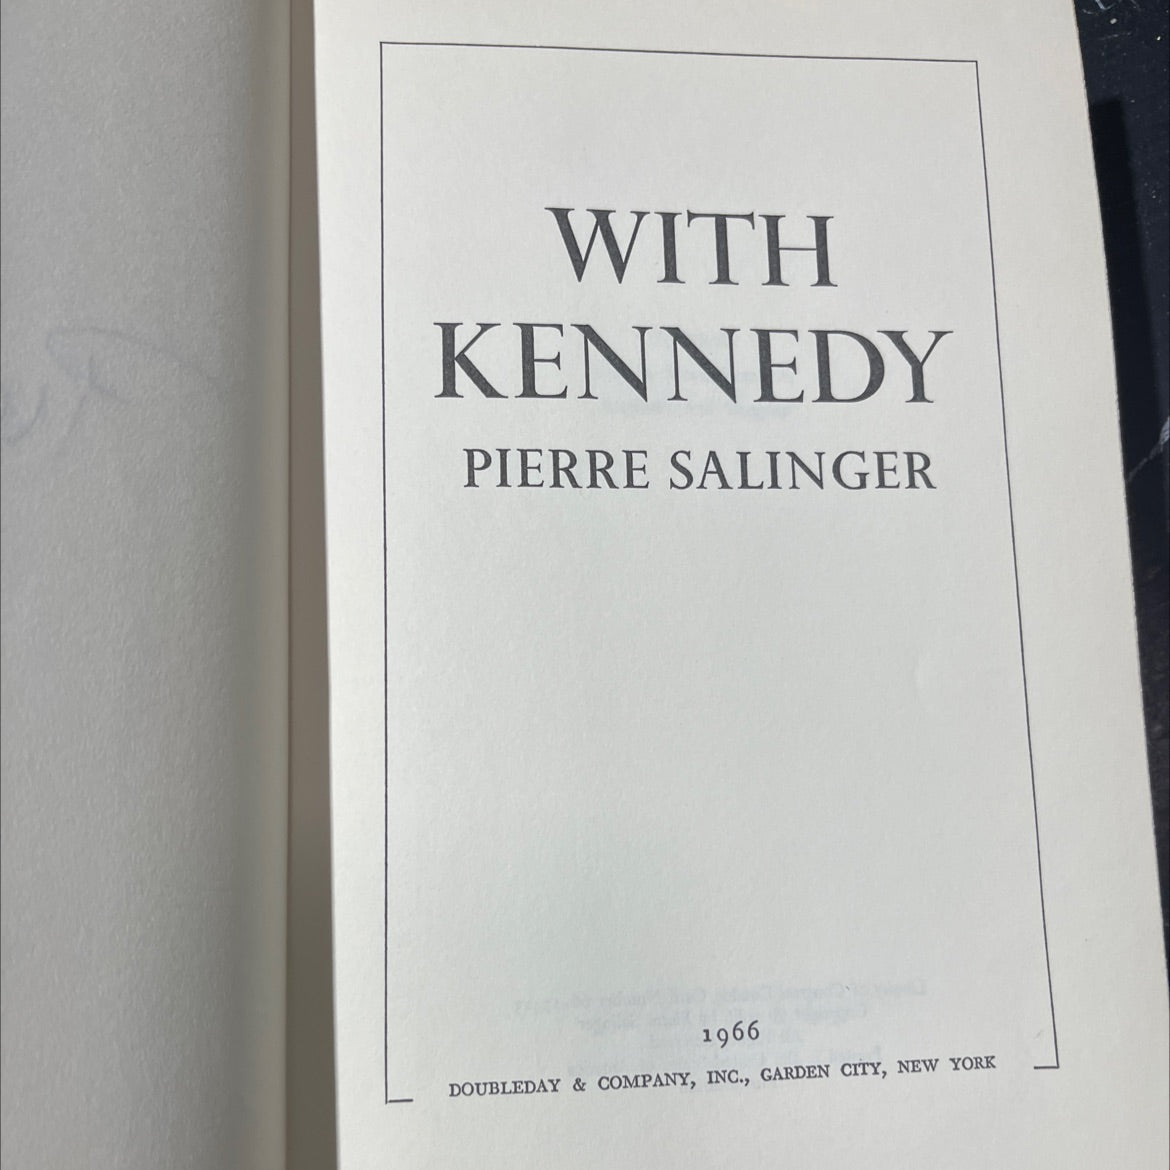 WITH
KENNEDY
PIERRE SALINGER
1966
DOUBLEDAY & COMPANY, INC., GARDEN CITY, NEW YORK